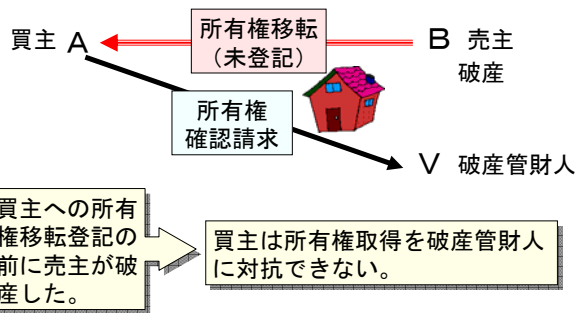 所有権移転
(未登記)
買主 A
B 売主
破産
所有権
確認請求
V 破産管財人
買主への所有
権移転登記の
前に売主が破
産した。
買主は所有権取得を破産管財人
に対抗できない。